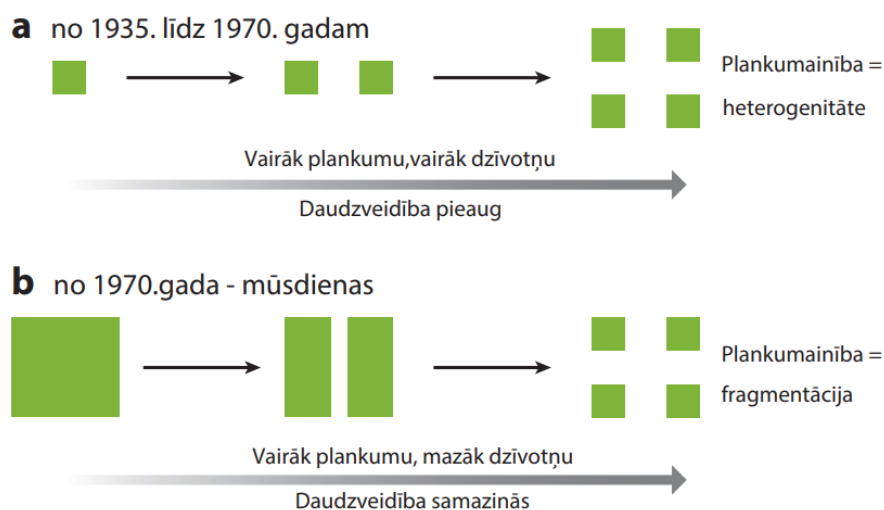 a no 1935. līdz 1970. gadam
Plankumainība =
heterogenitāte
Vairāk plankumu,vairāk dzīvotņu
Daudzveidība pieaug
b no 1970.gada - mūsdienas
Plankumainība =
fragmentācija
Vairāk plankumu, mazāk dzīvotņu
Daudzveidība samazinās